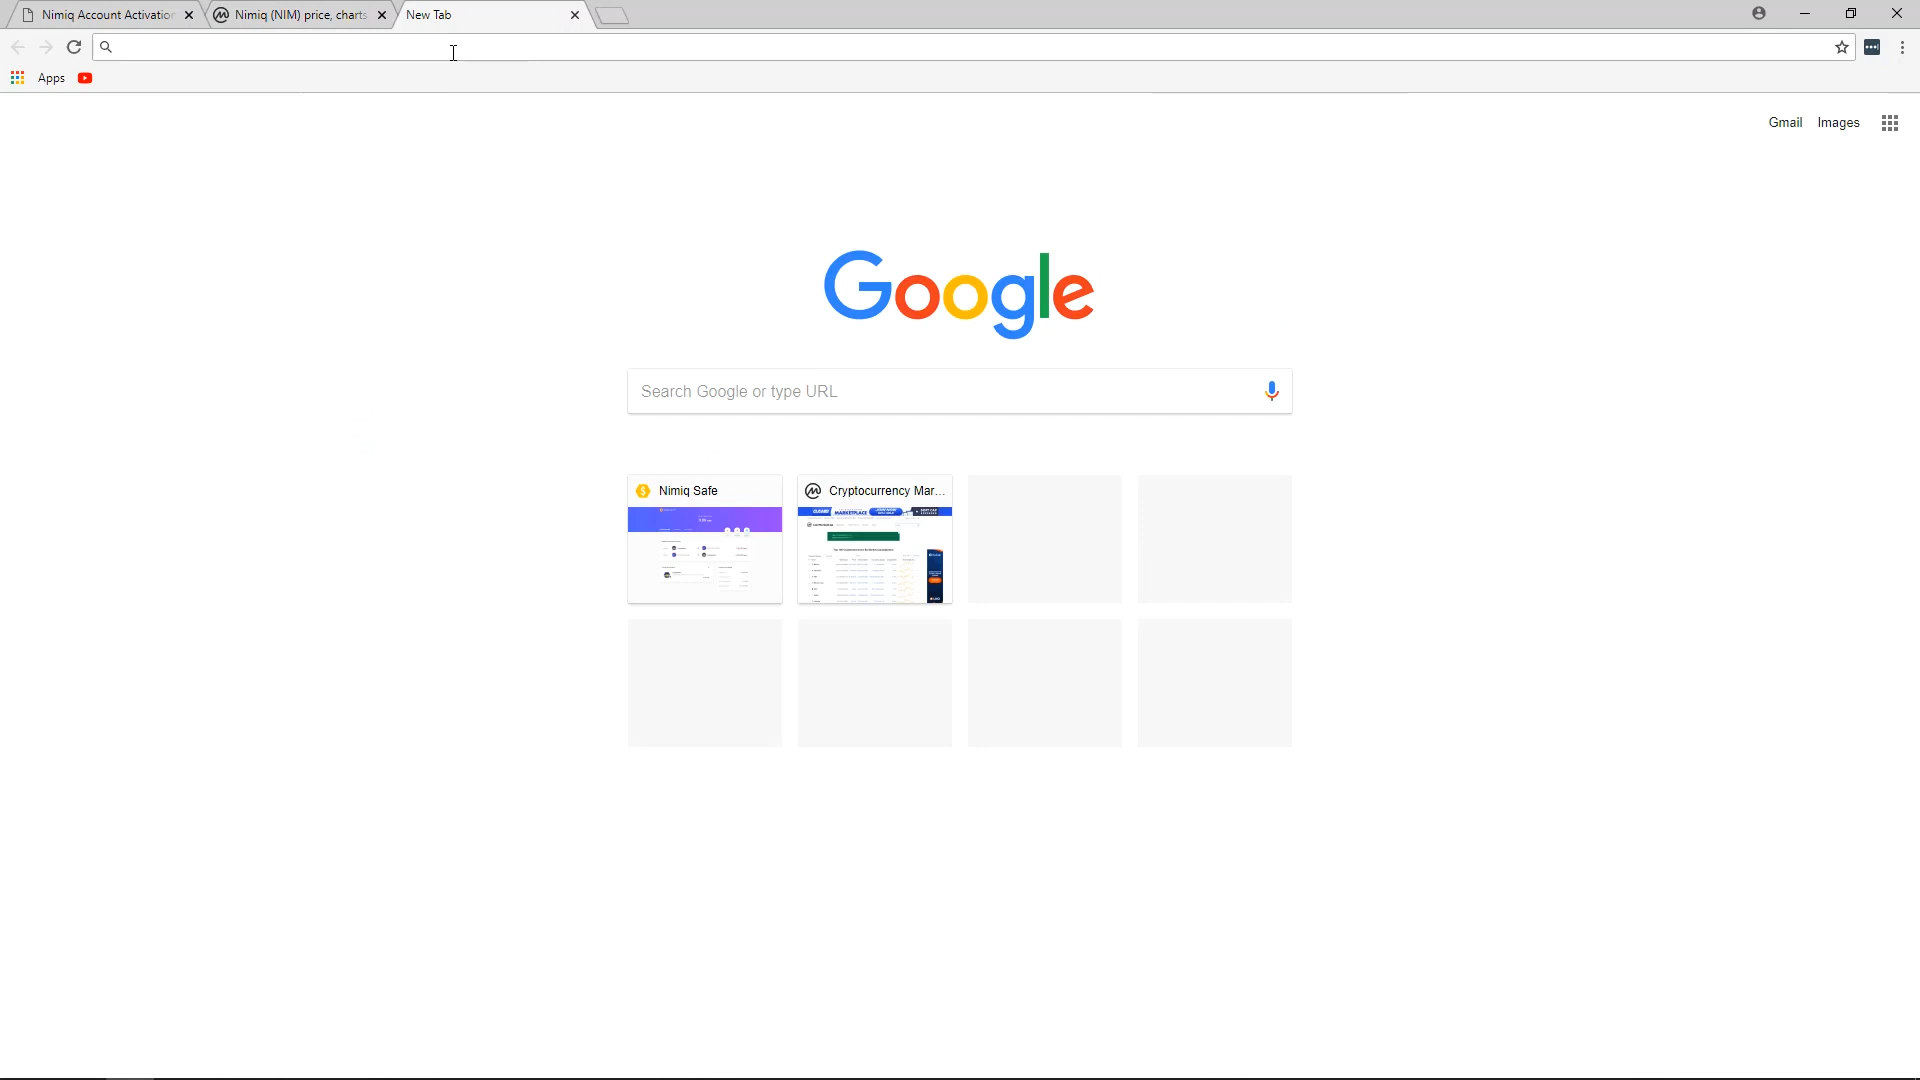 Nimiq Account Activation
Nimiq (NIM) price, charts
New Tab
Apps
Gmail Images
Google
Search Google or type URL
Nimiq Safe
Cryptocurrency Mar...
MARKETPLACE